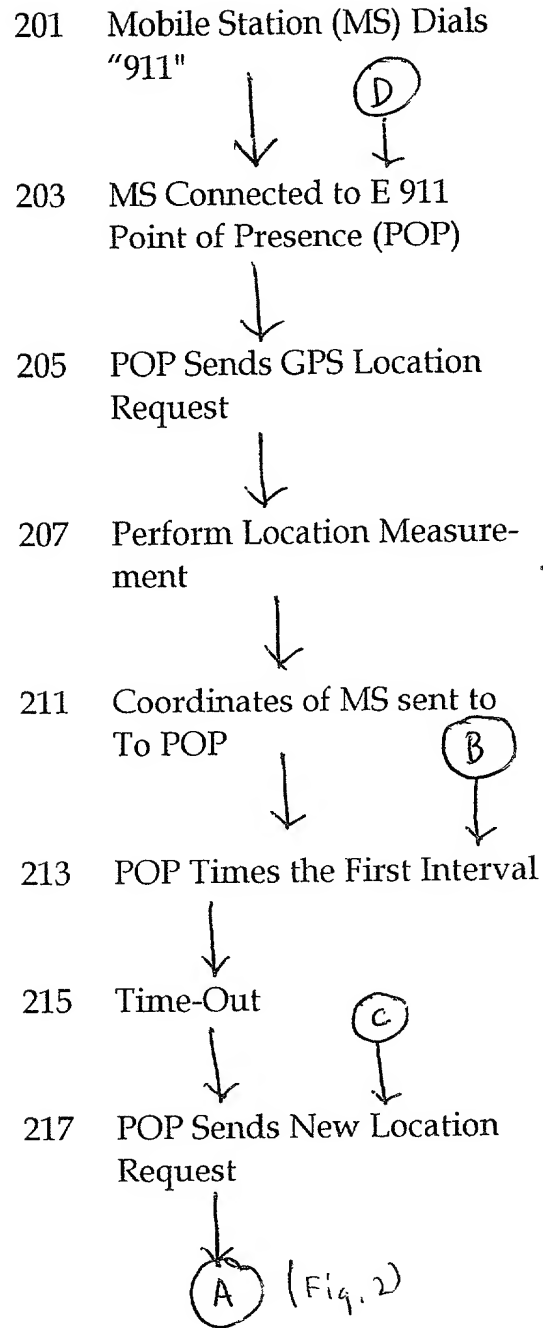 201 Mobile Station (MS) Dials
“911"
D
203 MS Connected to E 911
Point of Presence (POP)
205 POP Sends GPS Location
Request
207 Perform Location Measure-
ment
211 Coordinates of MS sent to
To POP
B
213 POP Times the First Interval
215 Time-Out
C
217 POP Sends New Location
Request
A (Fig. 2)